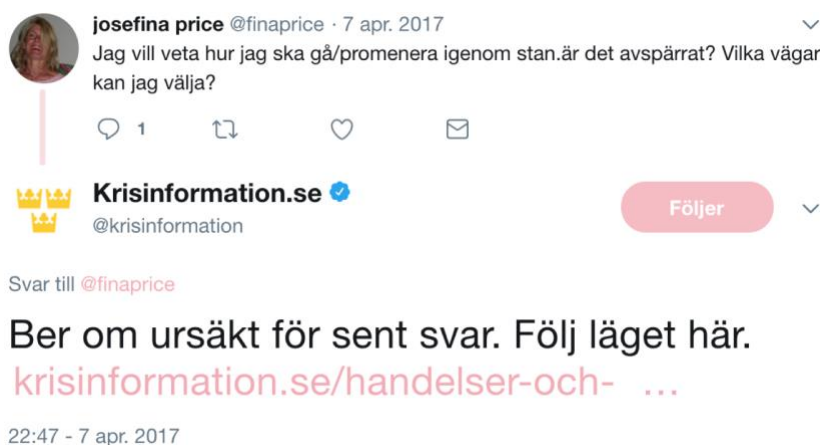 josefina price @finaprice · 7 apr. 2017
Jag vill veta hur jag ska gå/promenera igenom stan.är det avspärrat? Vilka vägar
kan jag välja?
1
Krisinformation.se
Följer
@krisinformation
Svar till @finaprice
Ber om ursäkt för sent svar. Följ läget här.
krisinformation.se/handelser-och- ...
22:47 - 7 apr. 2017